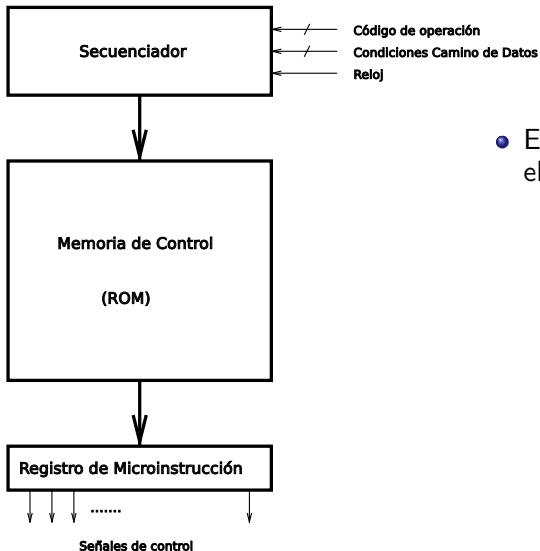 Secuenciador
Código de operación
Condiciones Camino de Datos
Reloj
Memoria de Control
(ROM)
Registro de Microinstrucción
.......
Señales de control